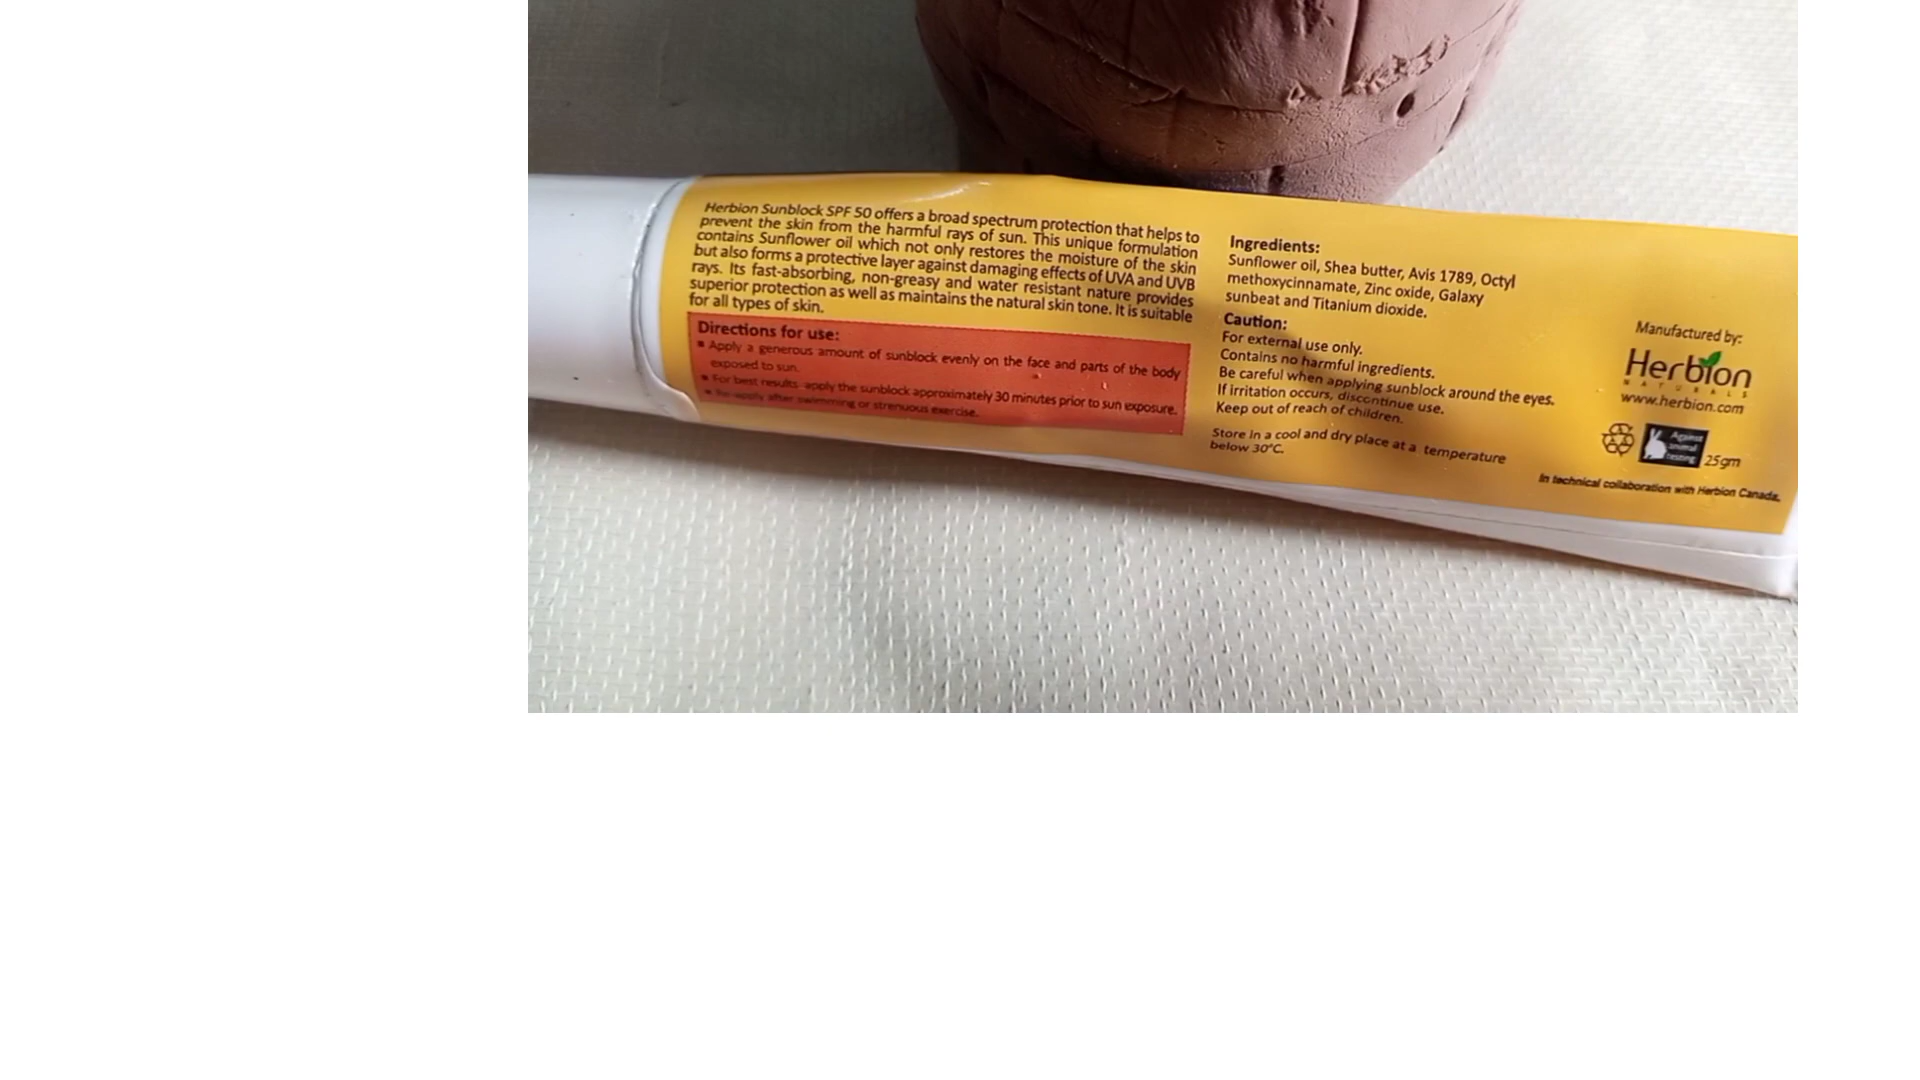 Herbion Sunblock SPF 50 offers a broad spectrum protection that helps to
prevent the skin from the harmful rays of sun. This unique formulation
contains Sunflower oil which not only restores the moisture of the skin
but also forms a protective layer against damaging effects of UVA and UVB
rays. Its fast-absorbing, non-greasy and water resistant nature provides
superior protection as well as maintains the natural skin tone. It is suitable
for all types of skin.
Directions for use:
▪ Apply a generous amount of sunblock evenly on the face and parts of the body
exposed to sun.
▪ For best results apply the sunblock approximately 30 minutes prior to sun exposure.
▪ Re-apply after swimming or strenuous exercise.
Ingredients:
Sunflower oil, Shea butter, Avis 1789, Octyl
methoxycinnamate, Zinc oxide, Galaxy
sunbeat and Titanium dioxide.
Caution:
For external use only.
Contains no harmful ingredients.
Be careful when applying sunblock around the eyes.
If irritation occurs, discontinue use.
Keep out of reach of children.
Store in a cool and dry place at a temperature
below 30°C.
Manufactured by:
Herbion
NATURALS
www.herbion.com
Against
animal
testing
25gm
In technical collaboration with Herbion Canada.